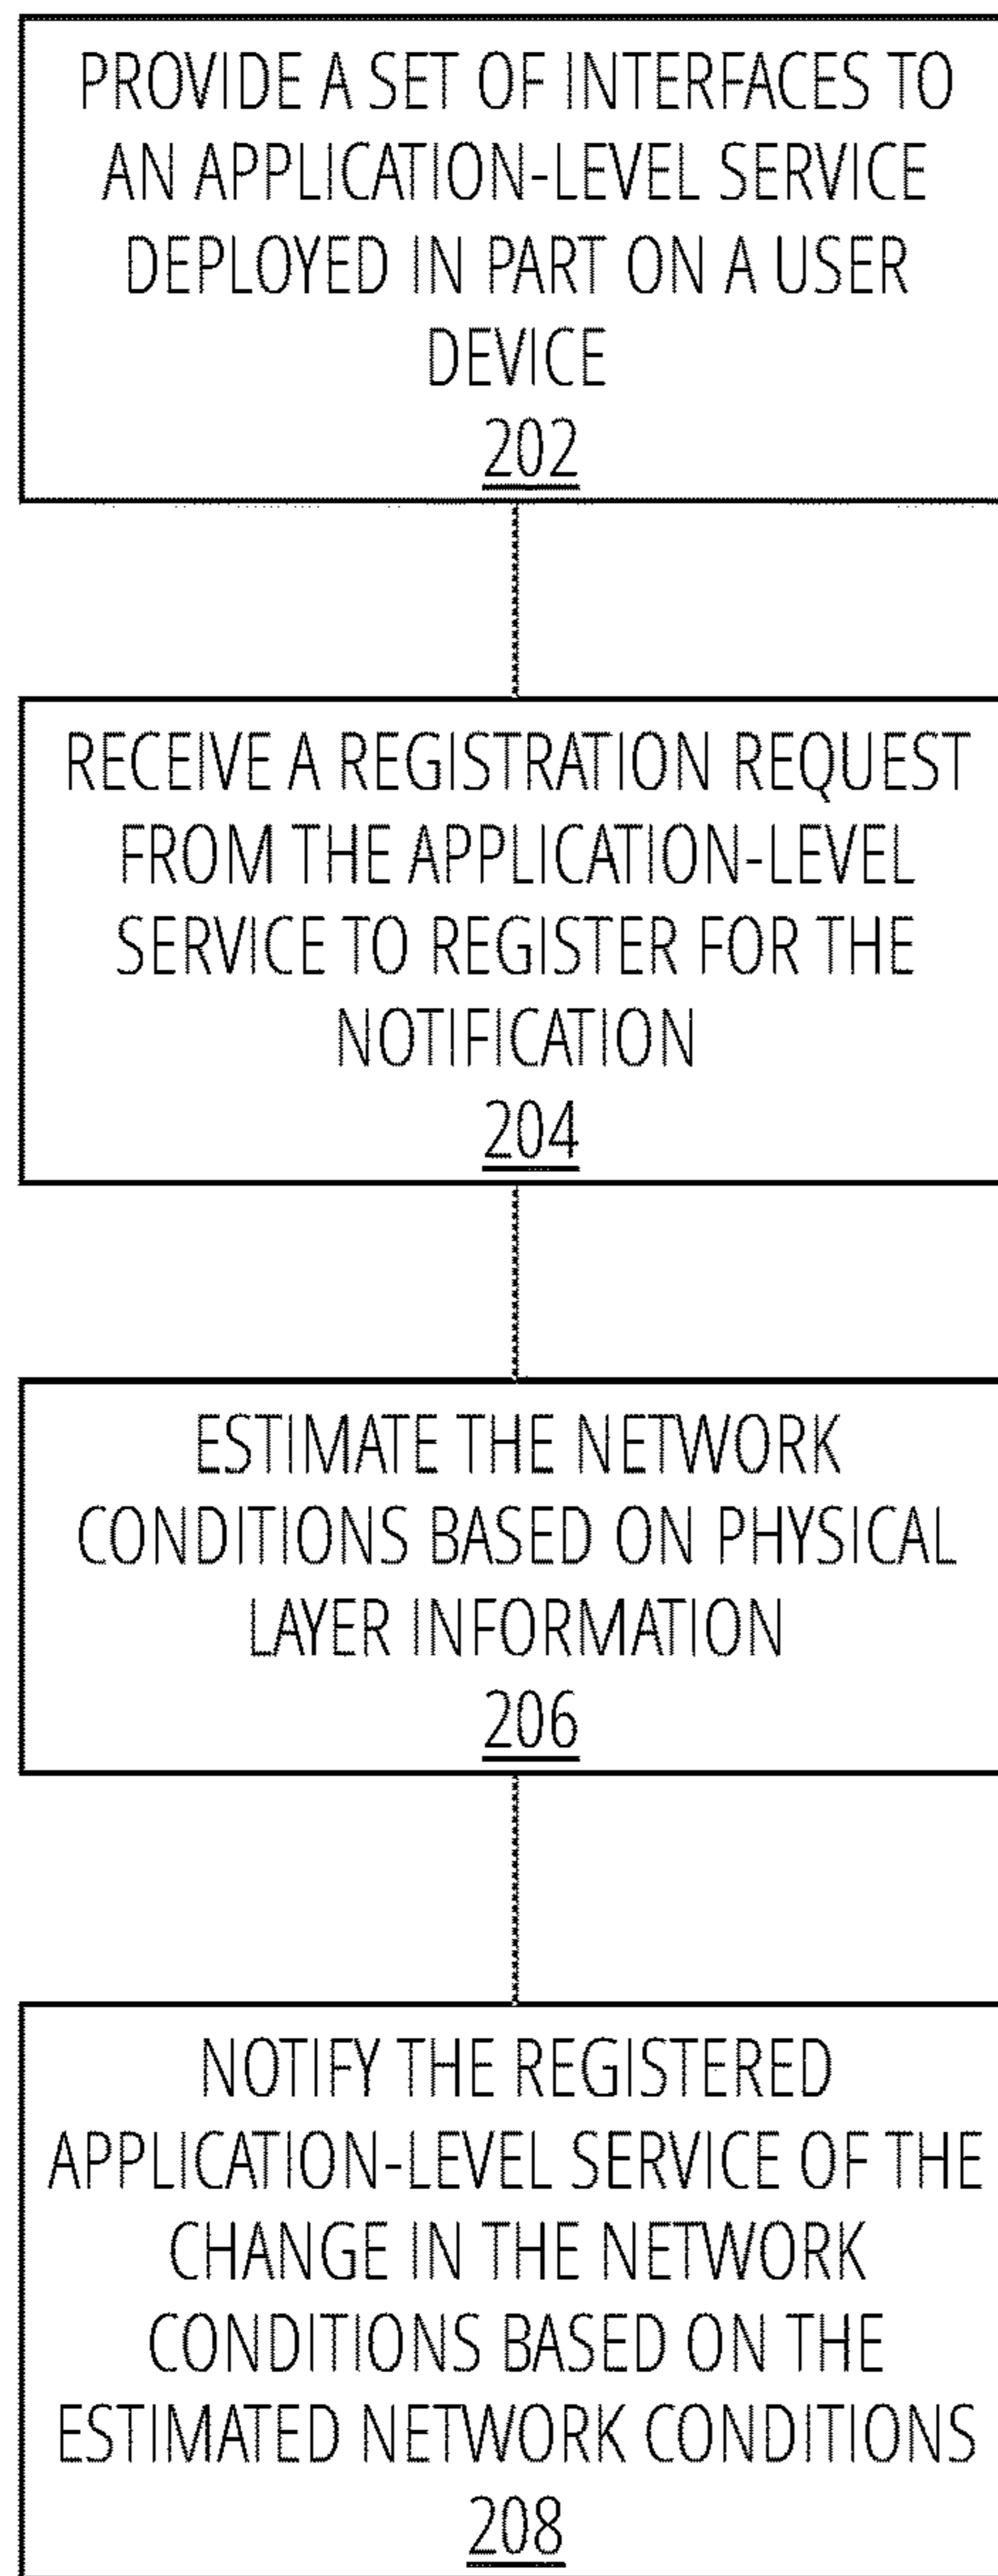 PROVIDE A SET OF INTERFACES TO
AN APPLICATION-LEVEL SERVICE
DEPLOYED IN PART ON A USER
DEVICE
202
RECEIVE A REGISTRATION REQUEST
FROM THE APPLICATION-LEVEL
SERVICE TO REGISTER FOR THE
NOTIFICATION
204
ESTIMATE THE NETWORK
CONDITIONS BASED ON PHYSICAL
LAYER INFORMATION
206
NOTIFY THE REGISTERED
APPLICATION-LEVEL SERVICE OF THE
CHANGE IN THE NETWORK
CONDITIONS BASED ON THE
ESTIMATED NETWORK CONDITIONS
208